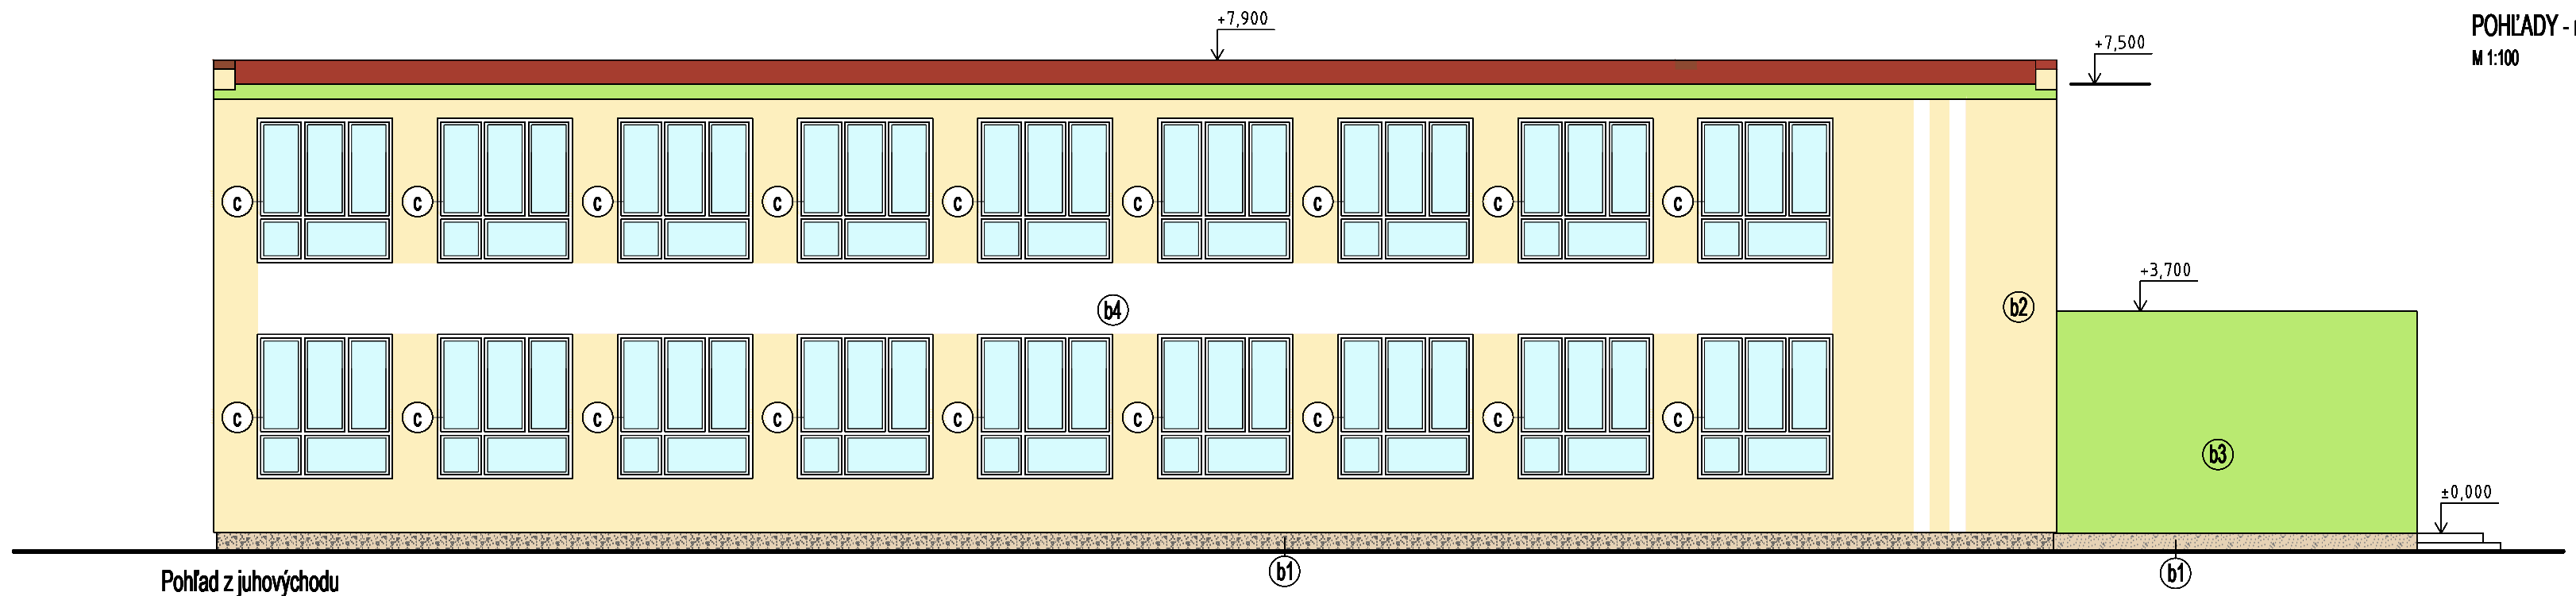 +7,900
POHĽADY -
+7,500
M 1:100
c c c c c c c c c
+3,700
b4
b2
c c c c c c c c c
b3
±0,000
b1
b1
Pohľad z juhovýchodu